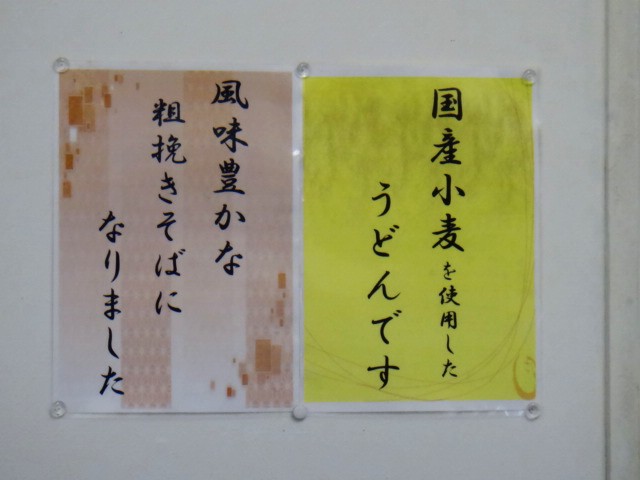 国産小麦を使用した
うどんです
風味豊かな
粗挽きそばに
なりました